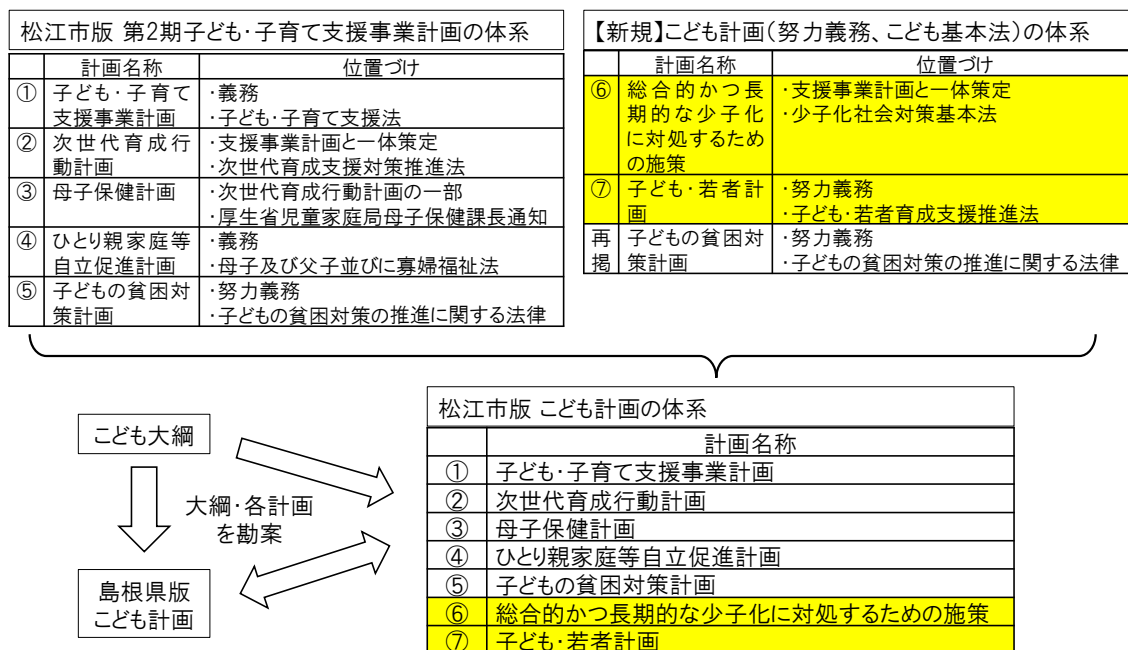 松江市版 第2期子ども・子育て支援事業計画の体系
計画名称 位置づけ
① 子ども・子育て ・義務
支援事業計画 ・子ども・子育て支援法
② 次世代育成行 ・支援事業計画と一体策定
動計画 ・次世代育成支援対策推進法
③ 母子保健計画 ・次世代育成行動計画の一部
・厚生省児童家庭局母子保健課長通知
④ ひとり親家庭等 ・義務
自立促進計画 ・母子及び父子並びに寡婦福祉法
⑤ 子どもの貧困対 ・努力義務
策計画 ・子どもの貧困対策の推進に関する法律
【新規】こども計画(努力義務、こども基本法)の体系
計画名称 位置づけ
⑥ 総合的かつ長 ・支援事業計画と一体策定
期的な少子化 ・少子化社会対策基本法
に対処するため
の施策
⑦ 子ども・若者計 ・努力義務
画 ・子ども・若者育成支援推進法
再 子どもの貧困対 ・努力義務
掲 策計画 ・子どもの貧困対策の推進に関する法律
こども大綱
大綱・各計画
を勘案
島根県版
こども計画
松江市版 こども計画の体系
計画名称
① 子ども・子育て支援事業計画
② 次世代育成行動計画
③ 母子保健計画
④ ひとり親家庭等自立促進計画
⑤ 子どもの貧困対策計画
⑥ 総合的かつ長期的な少子化に対処するための施策
⑦ 子ども・若者計画